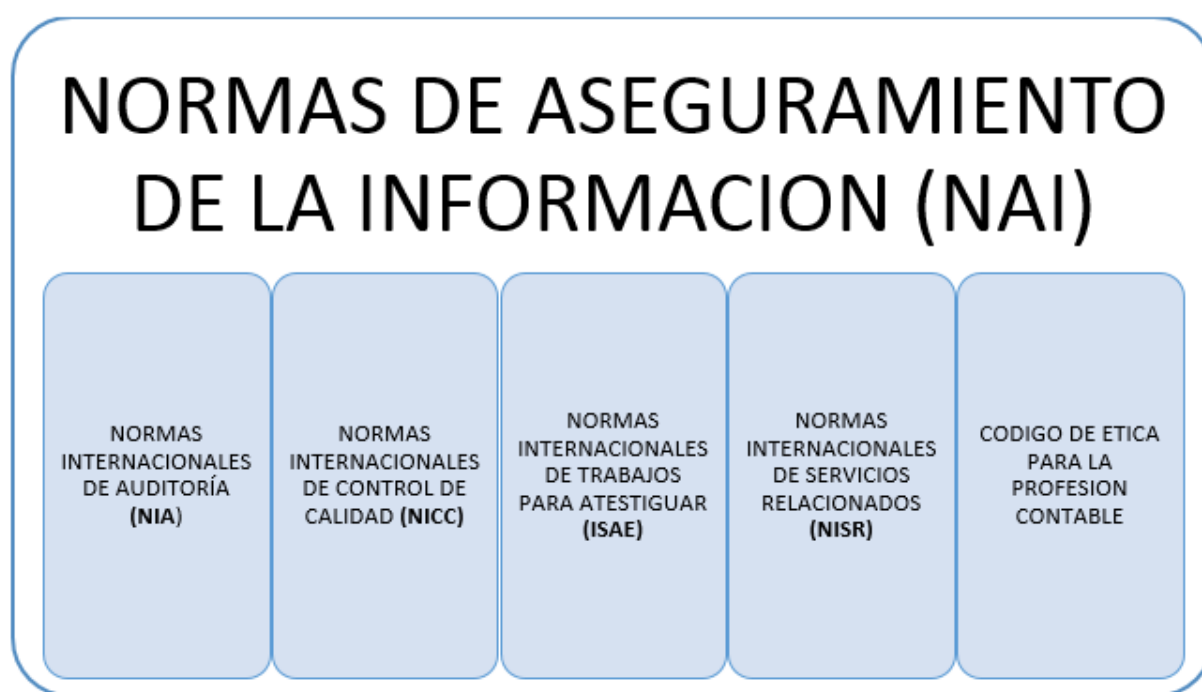 NORMAS DE ASEGURAMIENTO
DE LA INFORMACION (NAI)
NORMAS
INTERNACIONALES
DE AUDITORÍA
(NIA)
NORMAS
INTERNACIONALES
DE CONTROL DE
CALIDAD (NICC)
NORMAS
INTERNACIONALES
DE TRABAJOS
PARA ATESTIGUAR
(ISAE)
NORMAS
INTERNACIONALES
DE SERVICIOS
RELACIONADOS
(NISR)
CODIGO DE ETICA
PARA LA
PROFESION
CONTABLE